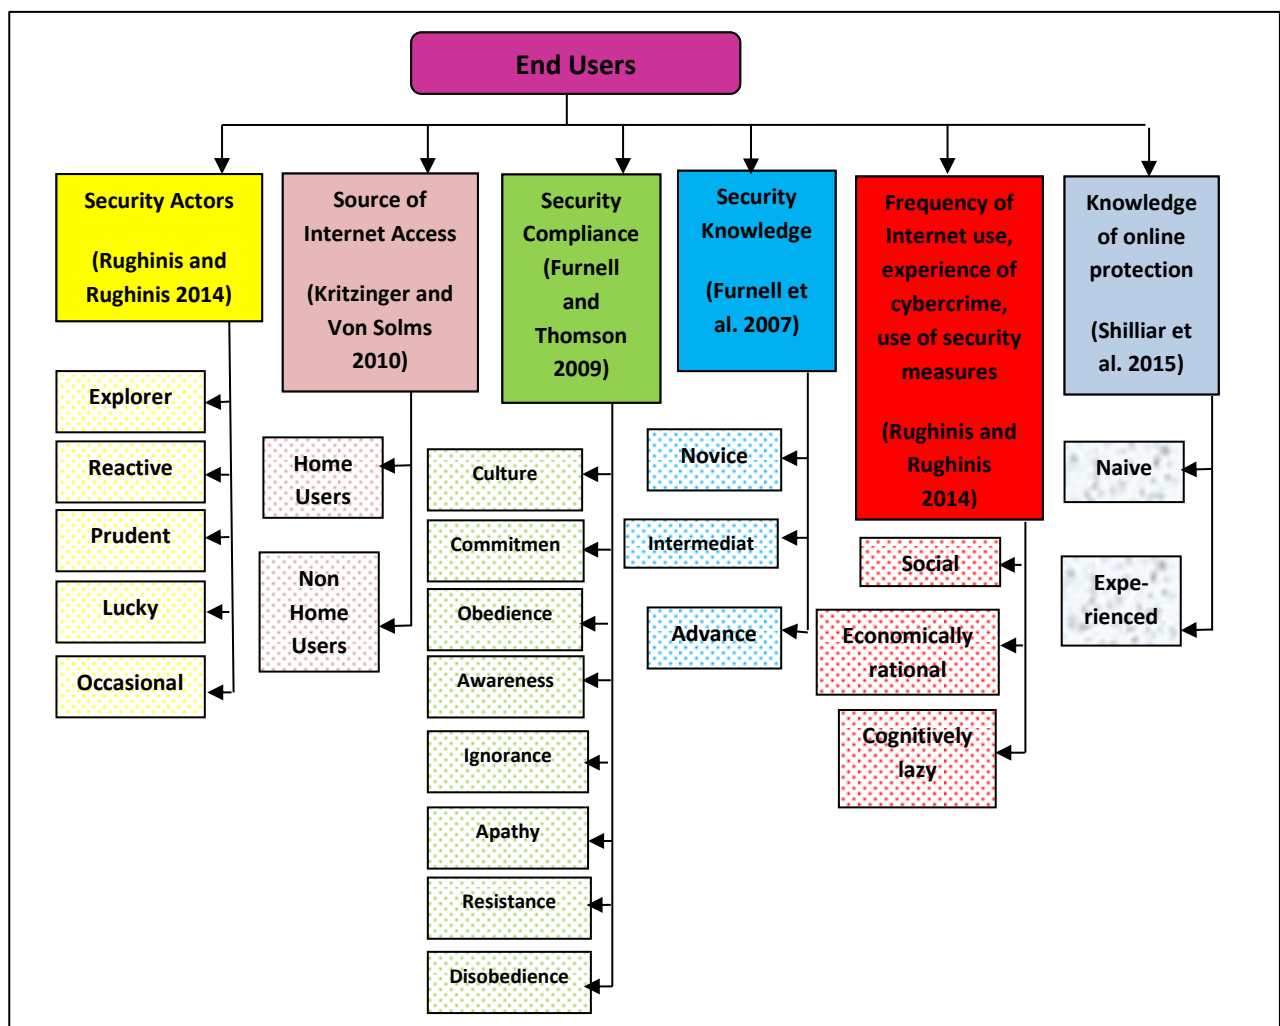 End Users
Security Actors
(Rughinis and
Rughinis 2014)
Explorer
Reactive
Prudent
Lucky
Occasional
Source of
Internet Access
(Kritzinger and
Von Solms
2010)
Home
Users
Non
Home
Users
Security
Compliance
(Furnell
and
Thomson
2009)
Culture
Commitmen
Obedience
Awareness
Ignorance
Apathy
Resistance
Disobedience
Security
Knowledge
(Furnell et
al. 2007)
Novice
Intermediat
Advance
Frequency of
Internet use,
experience of
cybercrime,
use of security
measures
(Rughinis and
Rughinis
2014)
Social
Economically
rational
Cognitively
lazy
Knowledge
of online
protection
(Shilliar et
al. 2015)
Naive
Expe-
rienced